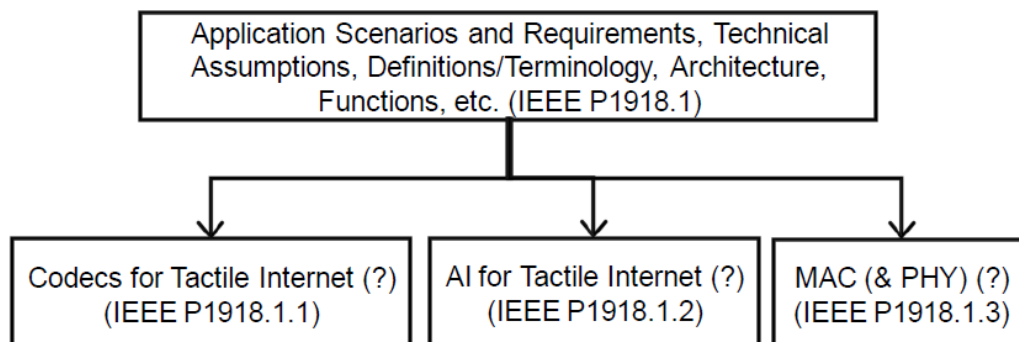 Application Scenarios and Requirements, Technical
Assumptions, Definitions/Terminology, Architecture,
Functions, etc. (IEEE P1918.1)
Codecs for Tactile Internet (?)
(IEEE P1918.1.1)
AI for Tactile Internet (?)
(IEEE P1918.1.2)
MAC (& PHY) (?)
(IEEE P1918.1.3)